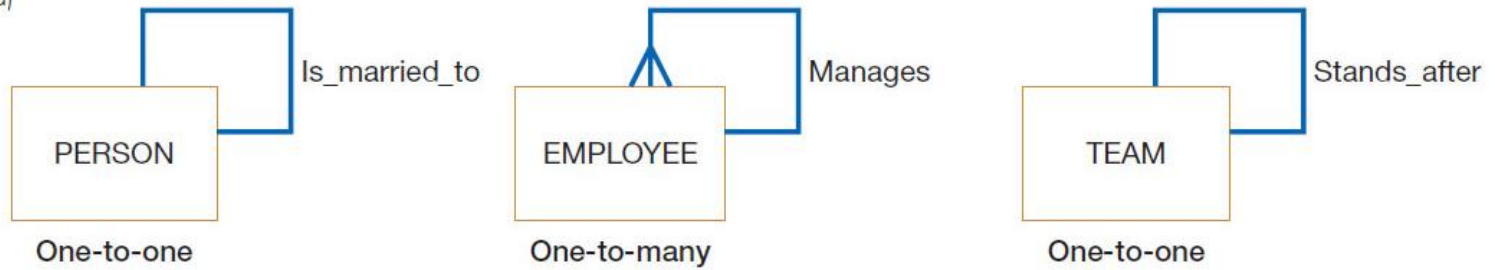 Is_married_to
Manages
Stands_after
PERSON
EMPLOYEE
TEAM
One-to-one
One-to-many
One-to-one